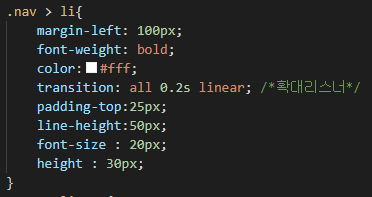 .nav > li{
margin-left: 100px;
font-weight: bold;
color:#fff;
transition: all 0.2s linear; /*확대리스너*/
padding-top:25px;
line-height:50px;
font-size : 20px;
height : 30px;
}